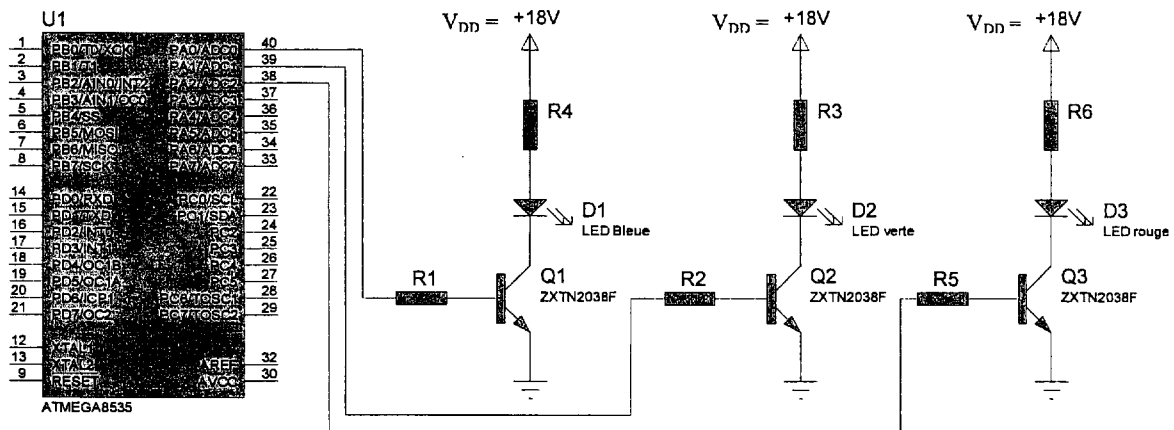 U1
1 PB0/T0/XCK PA0/ADC0 40
2 PB1/T1 PA1/ADC1 39
3 PB2/AIN0/INT2 PA2/ADC2 38
4 PB3/AIN1/OC0 PA3/ADC3 37
5 PB4/SS PA4/ADC4 36
6 PB5/MOSI PA5/ADC5 35
7 PB6/MISO PA6/ADC6 34
8 PB7/SCK PA7/ADC7 33
14 PD0/RXD PC0/SCL 22
15 PD1/TXD PC1/SDA 23
16 PD2/INT0 24
17 PD3/INT1 25
18 PD4/OC1B 26
19 PD5/OC1A 27
20 PD6/ICP1 PC6/TOSC1 28
21 PD7/OC2 PC7/TOSC2 29
12 XTAL1
13 XTAL2 AREF 32
9 RESET AVCC 30
ATMEGA8535
VDD = +18V
R4
D1
LED Bleue
R1
Q1
ZXTN2038F
VDD = +18V
R3
D2
LED verte
R2
Q2
ZXTN2038F
VDD = +18V
R6
D3
LED rouge
R5
Q3
ZXTN2038F